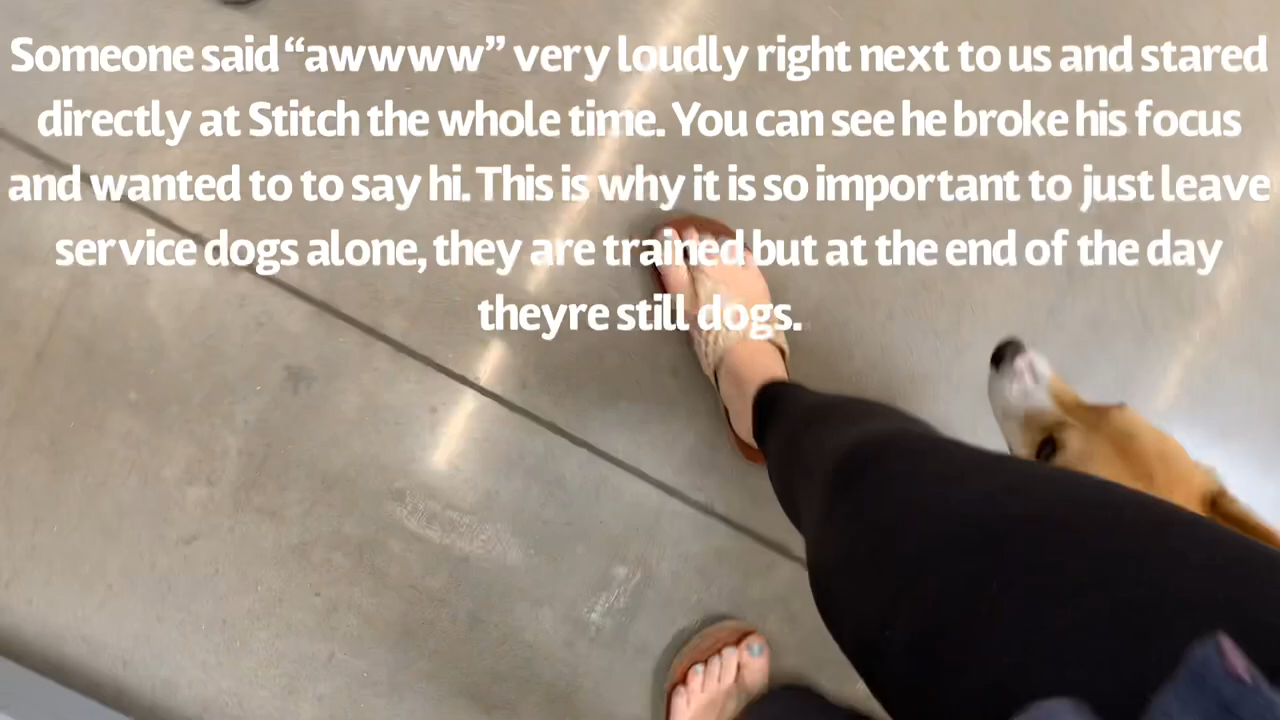 Someone said “awwww” very loudly right next to us and stared
directly at Stitch the whole time. You can see he broke his focus
and wanted to to say hi. This is why it is so important to just leave
service dogs alone, they are trained but at the end of the day
theyre still dogs.